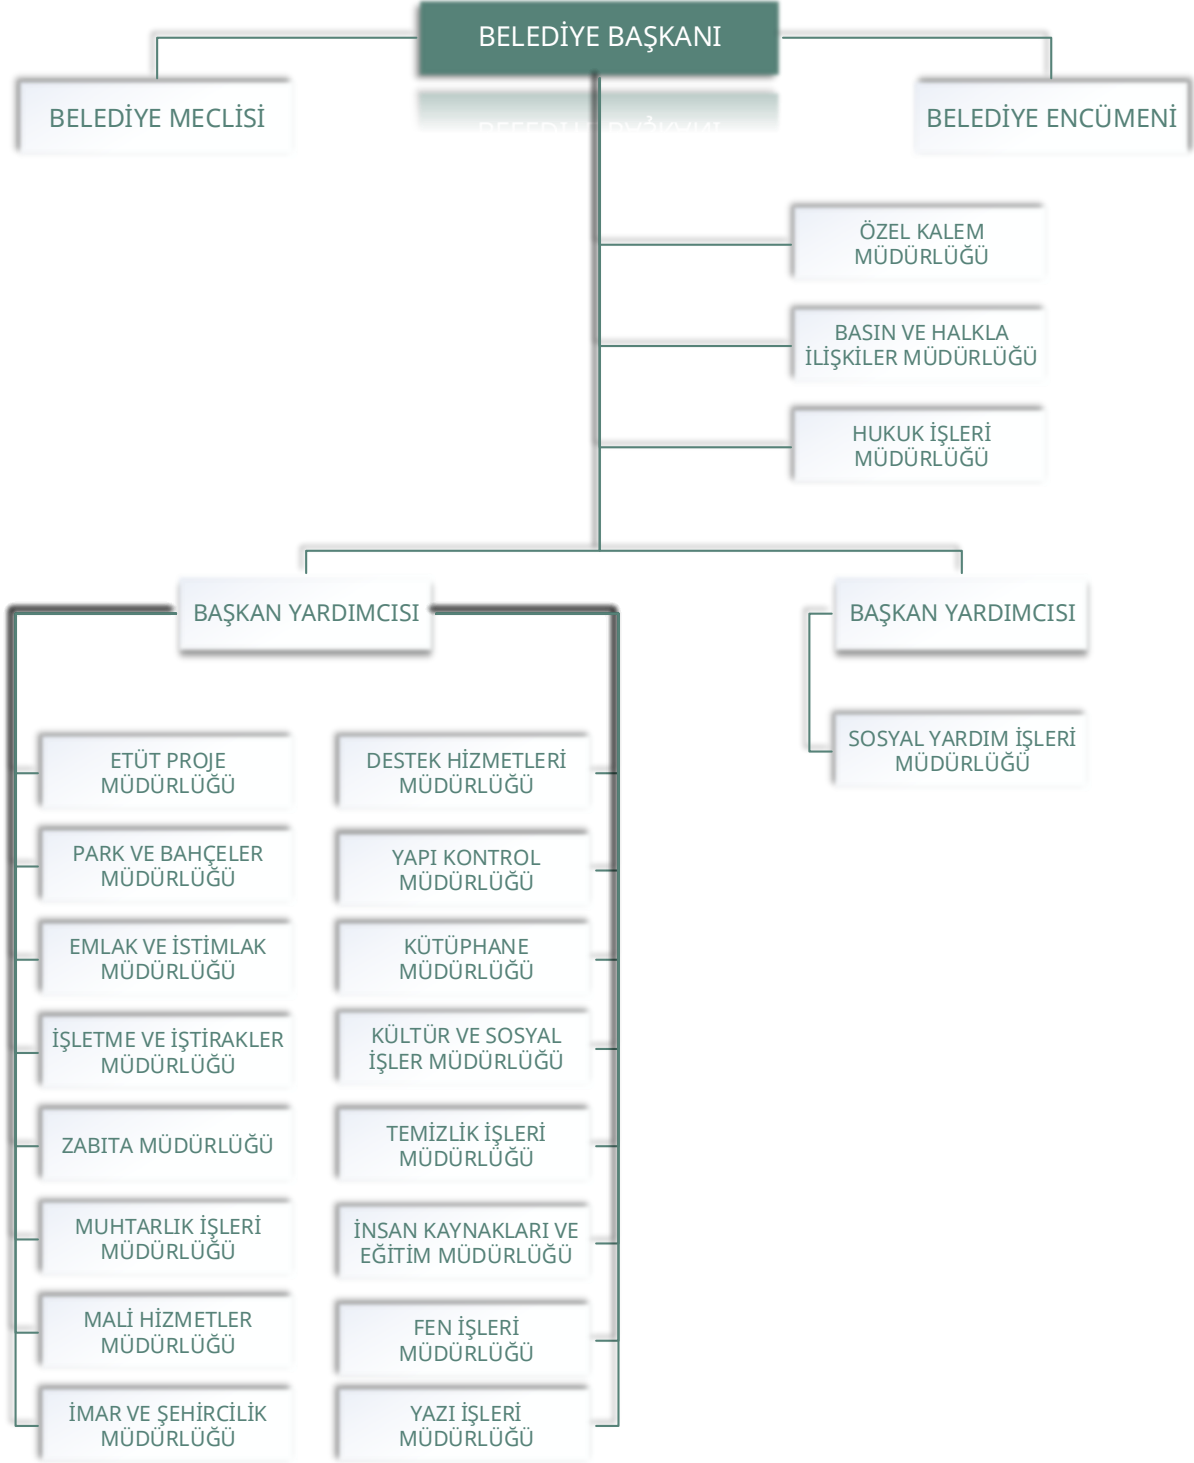 BELEDİYE BAŞKANI
BELEDİYE MECLİSİ
BELEDİYE ENCÜMENİ
ÖZEL KALEM
MÜDÜRLÜĞÜ
BASIN VE HALKLA
İLİŞKİLER MÜDÜRLÜĞÜ
HUKUK İŞLERİ
MÜDÜRLÜĞÜ
BAŞKAN YARDIMCISI
BAŞKAN YARDIMCISI
SOSYAL YARDIM İŞLERİ
MÜDÜRLÜĞÜ
ETÜT PROJE
MÜDÜRLÜĞÜ
PARK VE BAHÇELER
MÜDÜRLÜĞÜ
EMLAK VE İSTİMLAK
MÜDÜRLÜĞÜ
İŞLETME VE İŞTİRAKLER
MÜDÜRLÜĞÜ
ZABITA MÜDÜRLÜĞÜ
MUHTARLIK İŞLERİ
MÜDÜRLÜĞÜ
MALİ HİZMETLER
MÜDÜRLÜĞÜ
İMAR VE ŞEHİRCİLİK
MÜDÜRLÜĞÜ
DESTEK HİZMETLERİ
MÜDÜRLÜĞÜ
YAPI KONTROL
MÜDÜRLÜĞÜ
KÜTÜPHANE
MÜDÜRLÜĞÜ
KÜLTÜR VE SOSYAL
İŞLER MÜDÜRLÜĞÜ
TEMİZLİK İŞLERİ
MÜDÜRLÜĞÜ
İNSAN KAYNAKLARI VE
EĞİTİM MÜDÜRLÜĞÜ
FEN İŞLERİ
MÜDÜRLÜĞÜ
YAZI İŞLERİ
MÜDÜRLÜĞÜ